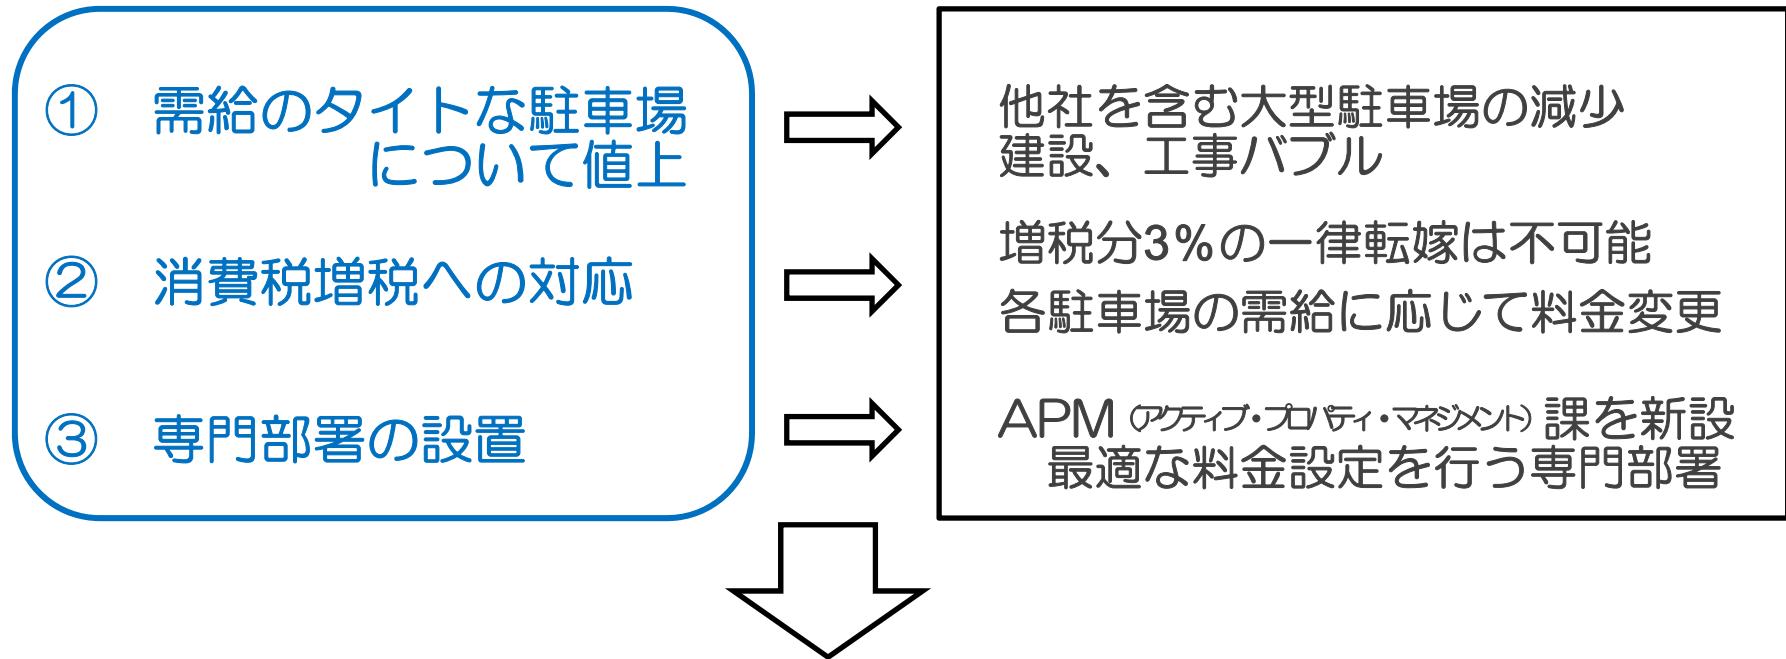 ① 需給のタイトな駐車場
について値上
② 消費税増税への対応
③ 専門部署の設置
他社を含む大型駐車場の減少
建設、工事バブル
増税分3%の一律転嫁は不可能
各駐車場の需給に応じて料金変更
APM(アクティブ・プロパティ・マネジメント)課を新設
最適な料金設定を行う専門部署